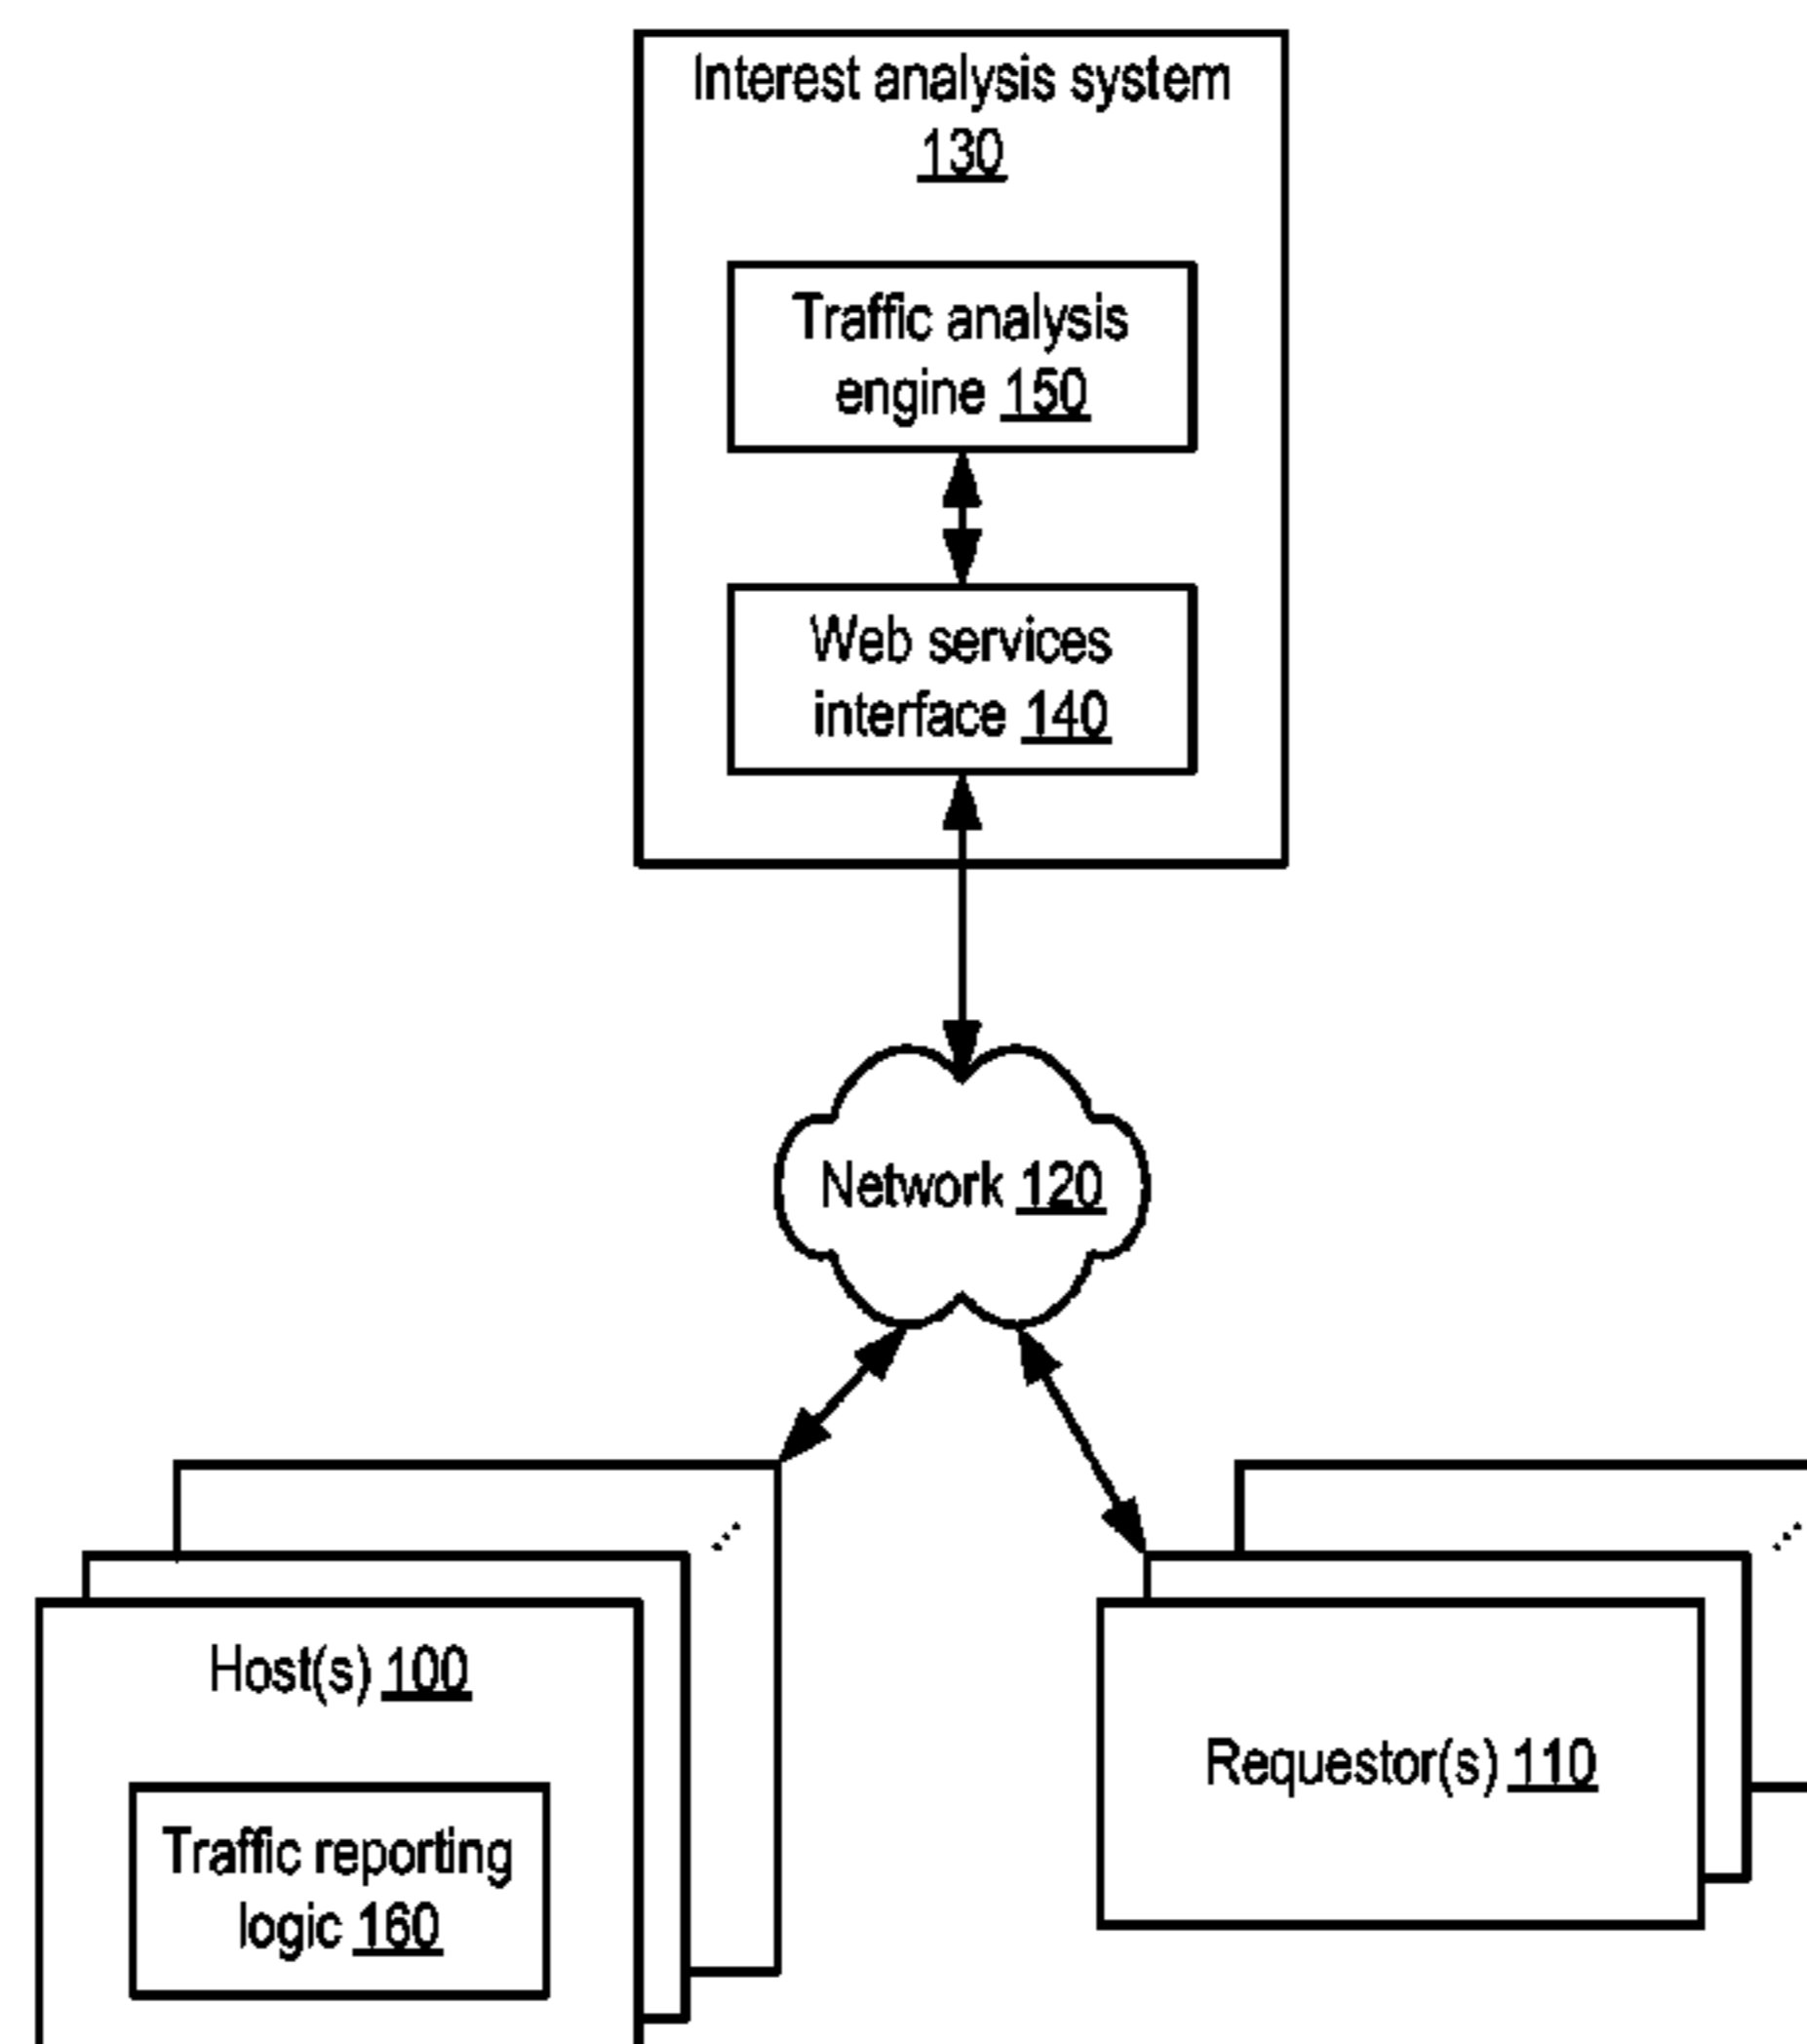 Interest analysis system
130
Traffic analysis
engine 150
Web services
interface 140
Network 120
Host(s) 100
Traffic reporting
logic 160
Requestor(s) 110